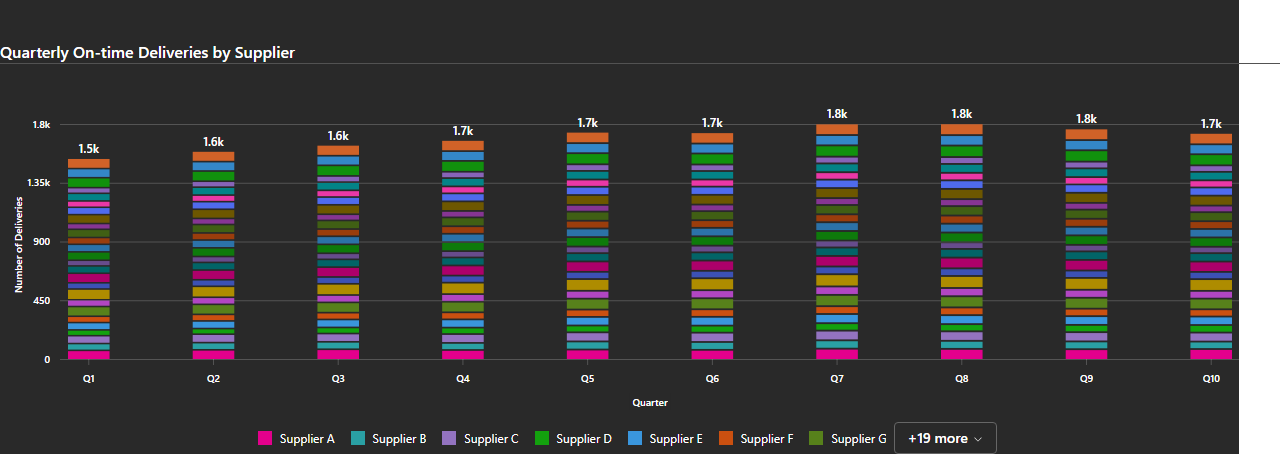 Quarterly On-time Deliveries by Supplier
1.5k 1.6k 1.6k 1.7k 1.7k 1.7k 1.8k 1.8k 1.8k 1.7k
1.8k
1.35k
900
450
0
Number of Deliveries
Q1 Q2 Q3 Q4 Q5 Q6 Q7 Q8 Q9 Q10
Quarter
Supplier A Supplier B Supplier C Supplier D Supplier E Supplier F Supplier G +19 more